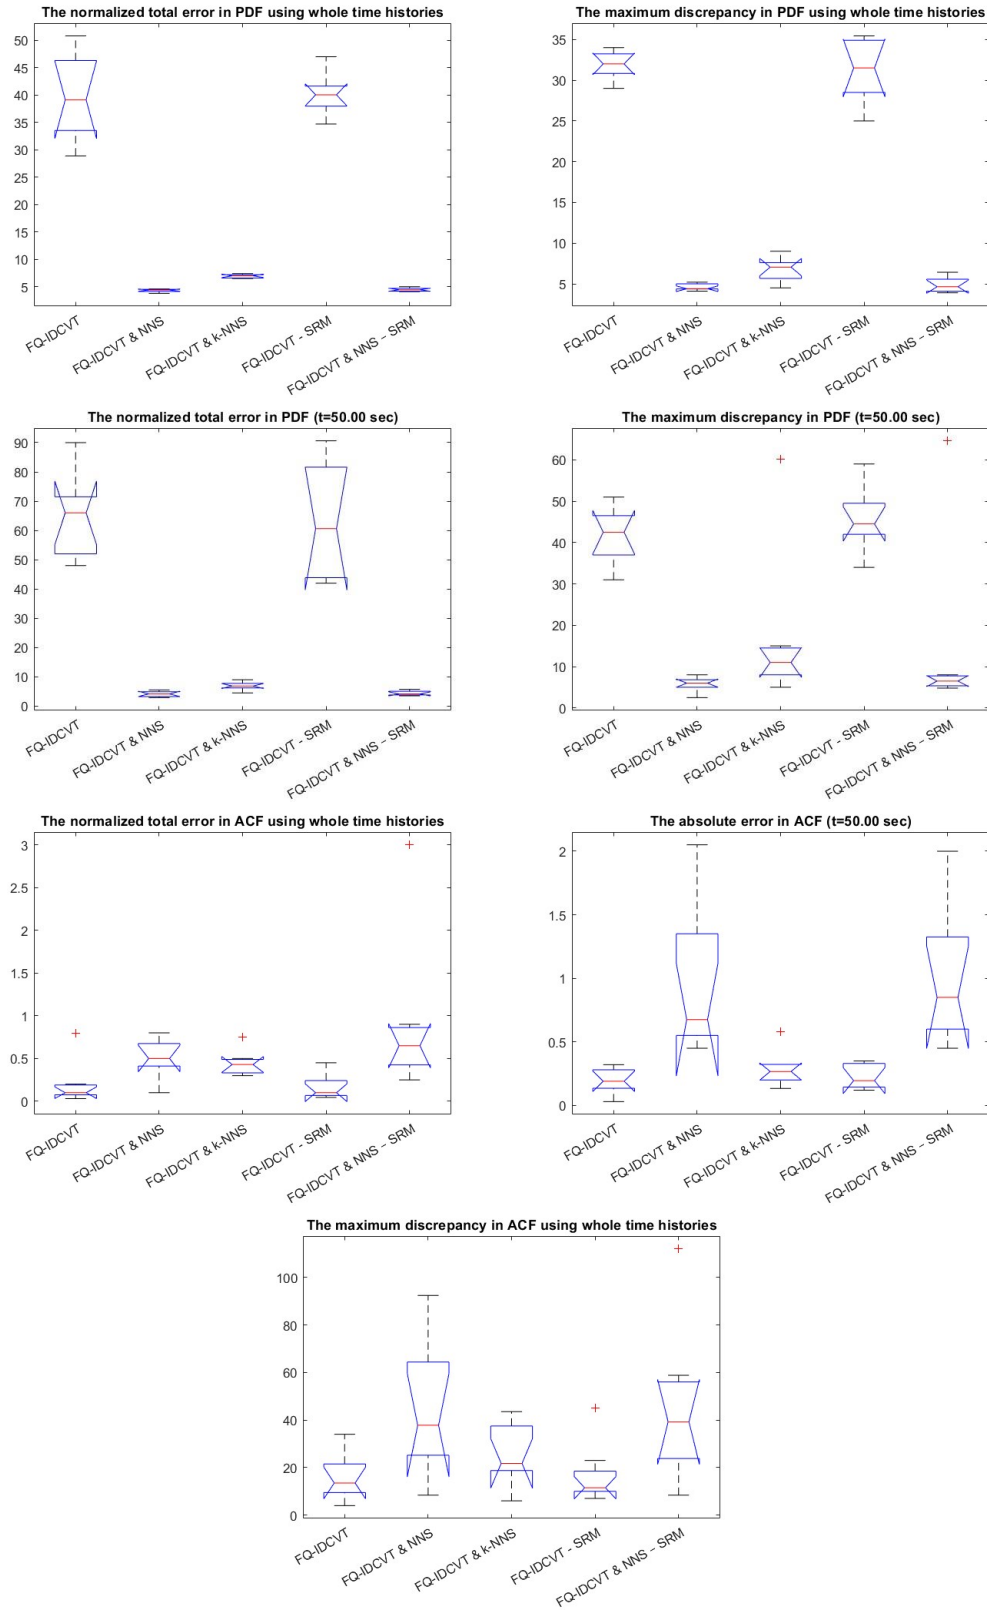 The normalized total error in PDF using whole time histories
50
45
40
35
30
25
20
15
10
5
FQ-IDCVT
FQ-IDCVT & NNS
FQ-IDCVT & k-NNS
FQ-IDCVT - SRM
FQ-IDCVT & NNS – SRM
The maximum discrepancy in PDF using whole time histories
35
30
25
20
15
10
5
FQ-IDCVT
FQ-IDCVT & NNS
FQ-IDCVT & k-NNS
FQ-IDCVT - SRM
FQ-IDCVT & NNS – SRM
The normalized total error in PDF (t=50.00 sec)
90
80
70
60
50
40
30
20
10
0
FQ-IDCVT
FQ-IDCVT & NNS
FQ-IDCVT & k-NNS
FQ-IDCVT - SRM
FQ-IDCVT & NNS – SRM
The maximum discrepancy in PDF (t=50.00 sec)
60
50
40
30
20
10
0
FQ-IDCVT
FQ-IDCVT & NNS
FQ-IDCVT & k-NNS
FQ-IDCVT - SRM
FQ-IDCVT & NNS – SRM
The normalized total error in ACF using whole time histories
3
2.5
2
1.5
1
0.5
0
FQ-IDCVT
FQ-IDCVT & NNS
FQ-IDCVT & k-NNS
FQ-IDCVT - SRM
FQ-IDCVT & NNS – SRM
The absolute error in ACF (t=50.00 sec)
2
1.5
1
0.5
0
FQ-IDCVT
FQ-IDCVT & NNS
FQ-IDCVT & k-NNS
FQ-IDCVT - SRM
FQ-IDCVT & NNS – SRM
The maximum discrepancy in ACF using whole time histories
100
80
60
40
20
0
FQ-IDCVT
FQ-IDCVT & NNS
FQ-IDCVT & k-NNS
FQ-IDCVT - SRM
FQ-IDCVT & NNS – SRM